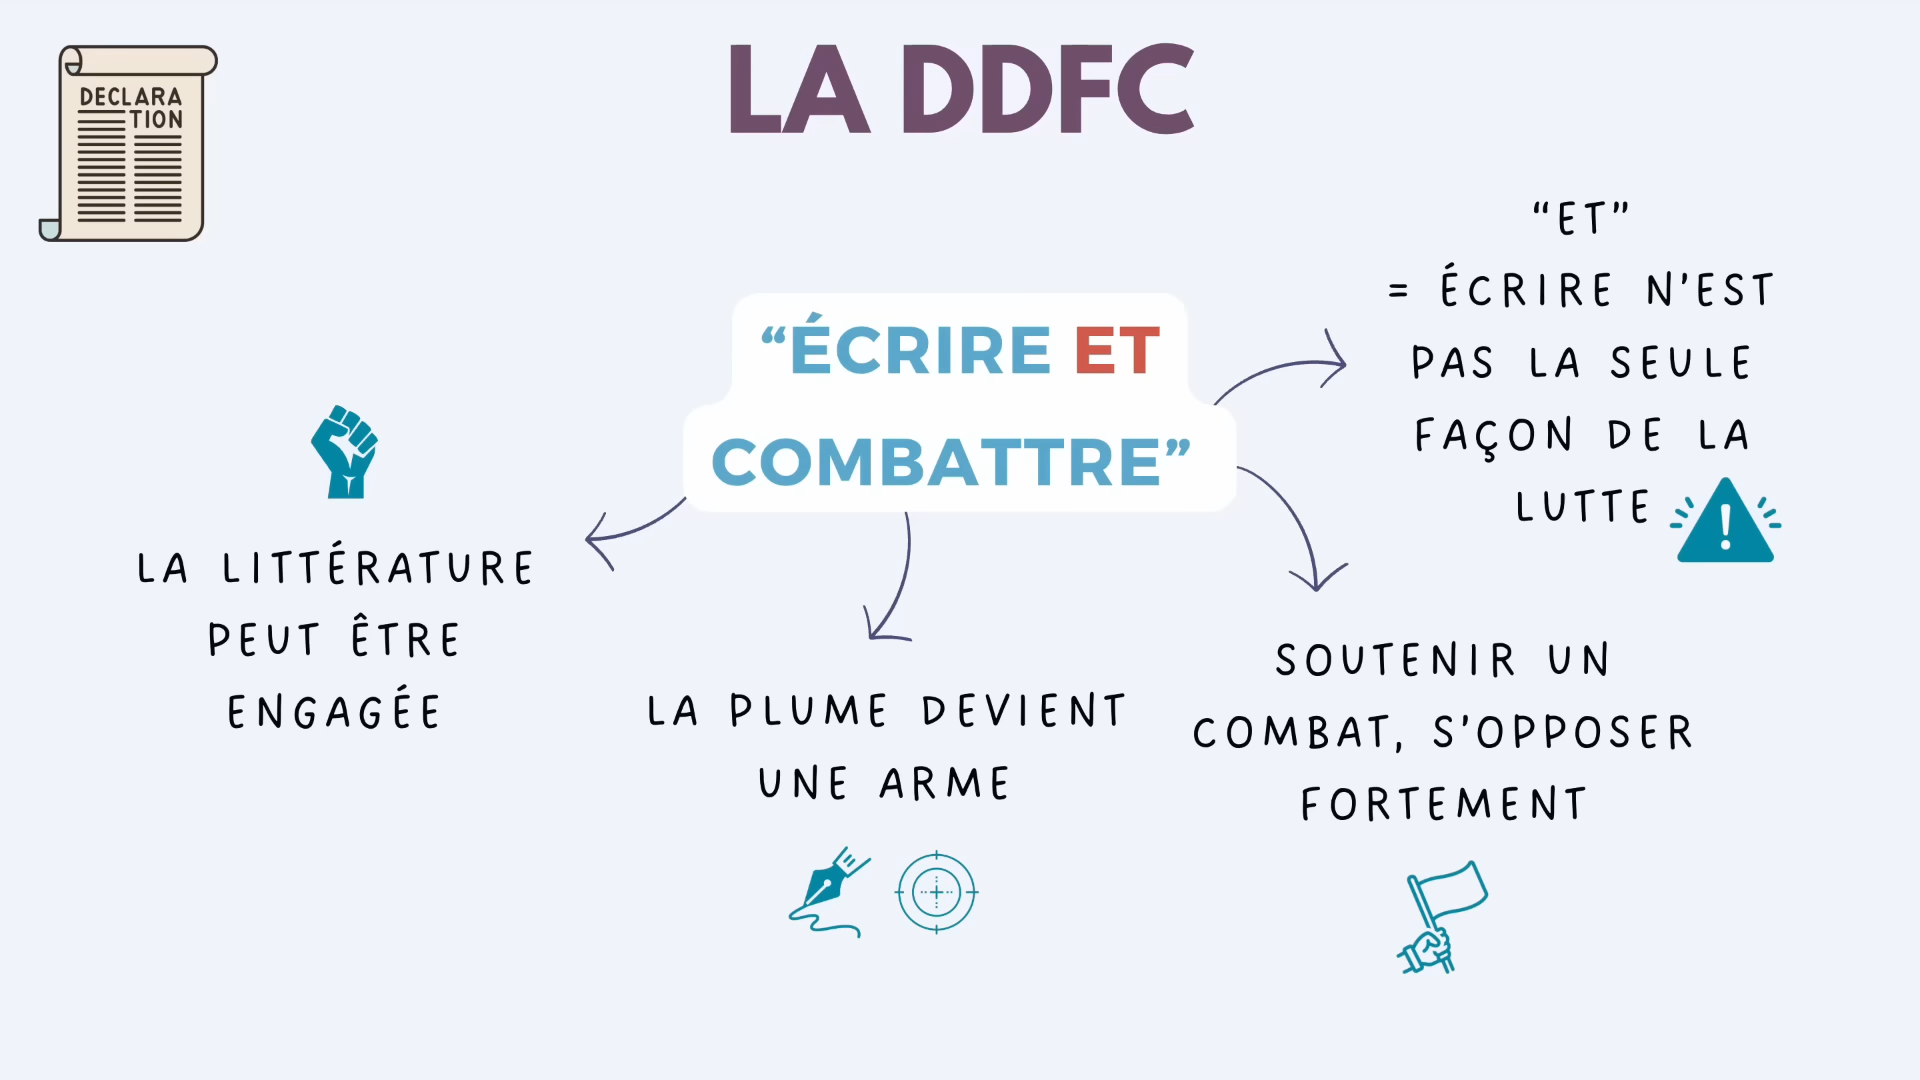 DECLARA
TION
LA DDFC
“ÉCRIRE ET
COMBATTRE”
“ET”
= ÉCRIRE N'EST
PAS LA SEULE
FAÇON DE LA
LUTTE
LA LITTÉRATURE
PEUT ÊTRE
ENGAGÉE
LA PLUME DEVIENT
UNE ARME
SOUTENIR UN
COMBAT, S'OPPOSER
FORTEMENT